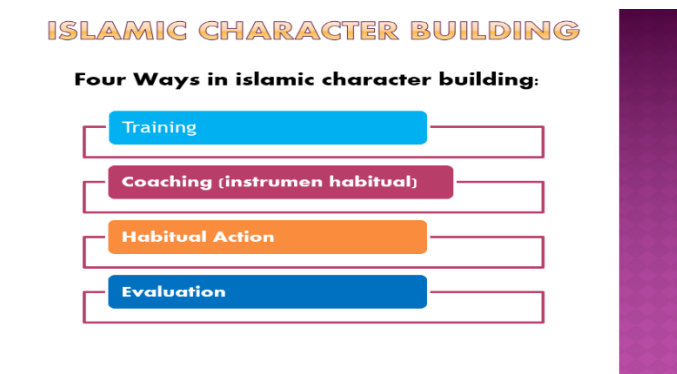 ISLAMIC CHARACTER BUILDING
Four Ways in islamic character building:
Training
Coaching (instrumen habitual)
Habitual Action
Evaluation